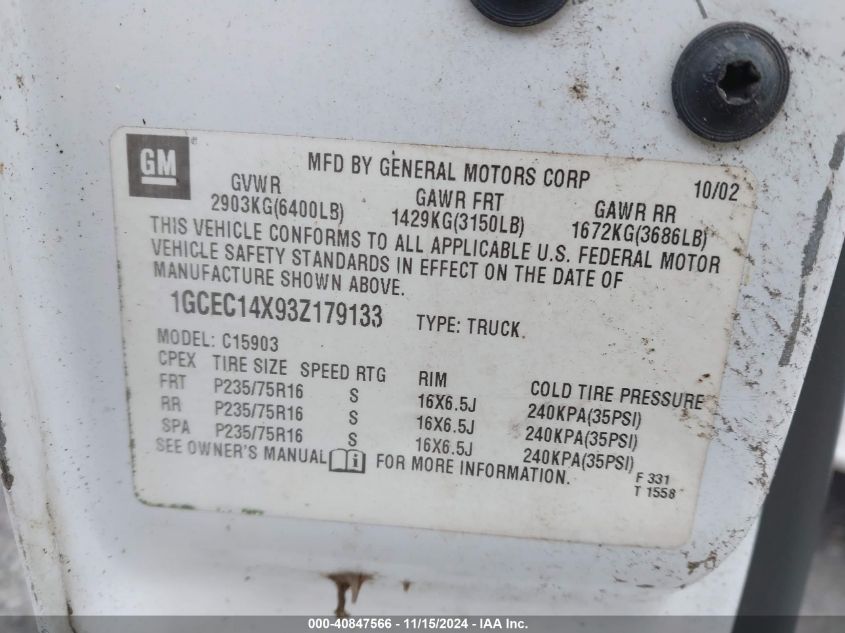 GM
MFD BY GENERAL MOTORS CORP 10/02
GVWR GAWR FRT GAWR RR
2903KG(6400LB) 1429KG(3150LB) 1672KG(3686LB)
THIS VEHICLE CONFORMS TO ALL APPLICABLE U.S. FEDERAL MOTOR
VEHICLE SAFETY STANDARDS IN EFFECT ON THE DATE OF
MANUFACTURE SHOWN ABOVE.
1GCEC14X93Z179133 TYPE: TRUCK
MODEL: C15903
CPEX TIRE SIZE SPEED RTG RIM COLD TIRE PRESSURE
FRT P235/75R16 S 16X6.5J 240KPA(35PSI)
RR P235/75R16 S 16X6.5J 240KPA(35PSI)
SPA P235/75R16 S 16X6.5J 240KPA(35PSI)
SEE OWNER'S MANUAL FOR MORE INFORMATION.
F 331
T 1558
000-40847566 - 11/15/2024 - IAA Inc.